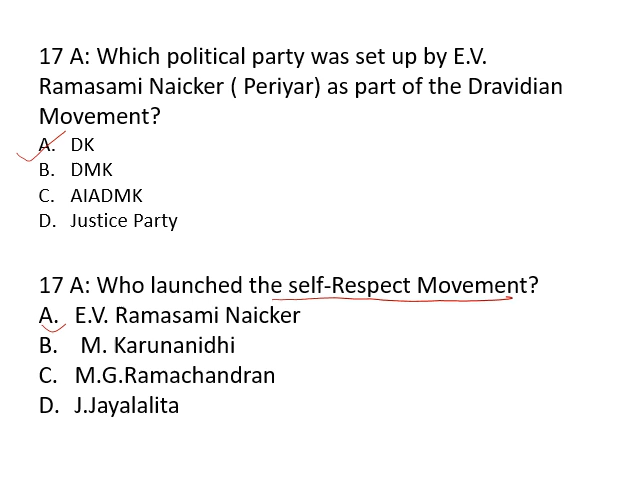 17 A: Which political party was set up by E.V.
Ramasami Naicker ( Periyar) as part of the Dravidian
Movement?
A. DK
B. DMK
C. AIADMK
D. Justice Party
17 A: Who launched the self-Respect Movement?
A. E.V. Ramasami Naicker
B. M. Karunanidhi
C. M.G.Ramachandran
D. J.Jayalalita